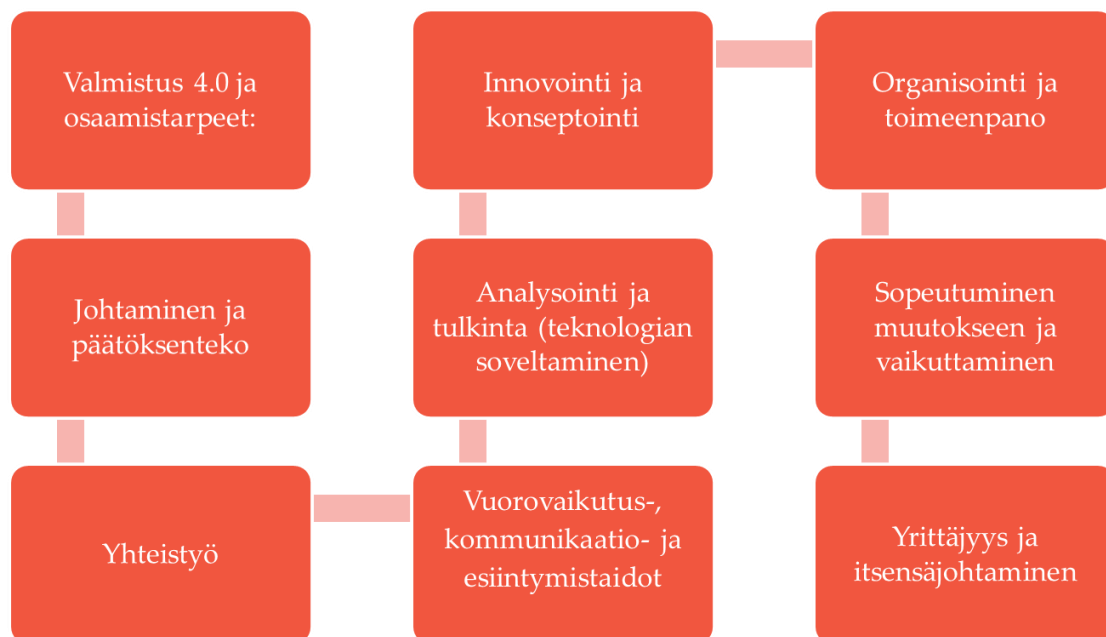 Valmistus 4.0 ja
osaamistarpeet:
Johtaminen ja
päätöksenteko
Yhteistyö
Vuorovaikutus-,
kommunikaatio- ja
esiintymistaidot
Analysointi ja
tulkinta (teknologian
soveltaminen)
Innovointi ja
konseptointi
Organisointi ja
toimeenpano
Sopeutuminen
muutokseen ja
vaikuttaminen
Yrittäjyys ja
itsensäjohtaminen